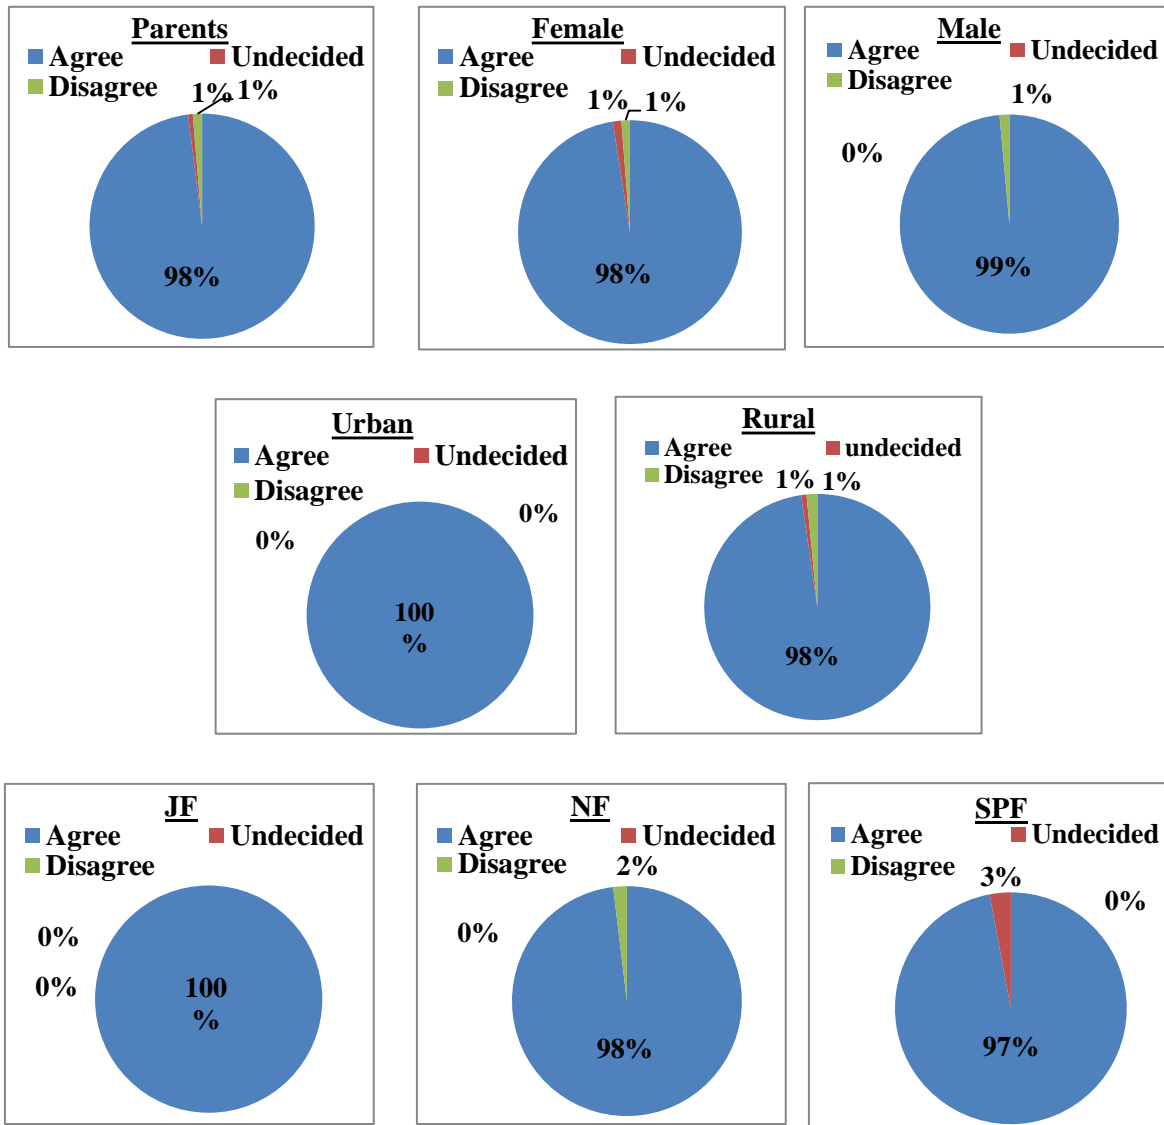 Parents
Agree Undecided
Disagree
1% 1%
98%
Female
Agree Undecided
Disagree
1% 1%
98%
Male
Agree Undecided
Disagree
1%
0%
99%
Urban
Agree Undecided
Disagree
0%
0%
100
%
Rural
Agree undecided
Disagree 1% 1%
98%
JF
Agree Undecided
Disagree
0%
0%
100
%
NF
Agree Undecided
Disagree 2%
0%
98%
SPF
Agree Undecided
Disagree
3%
0%
97%